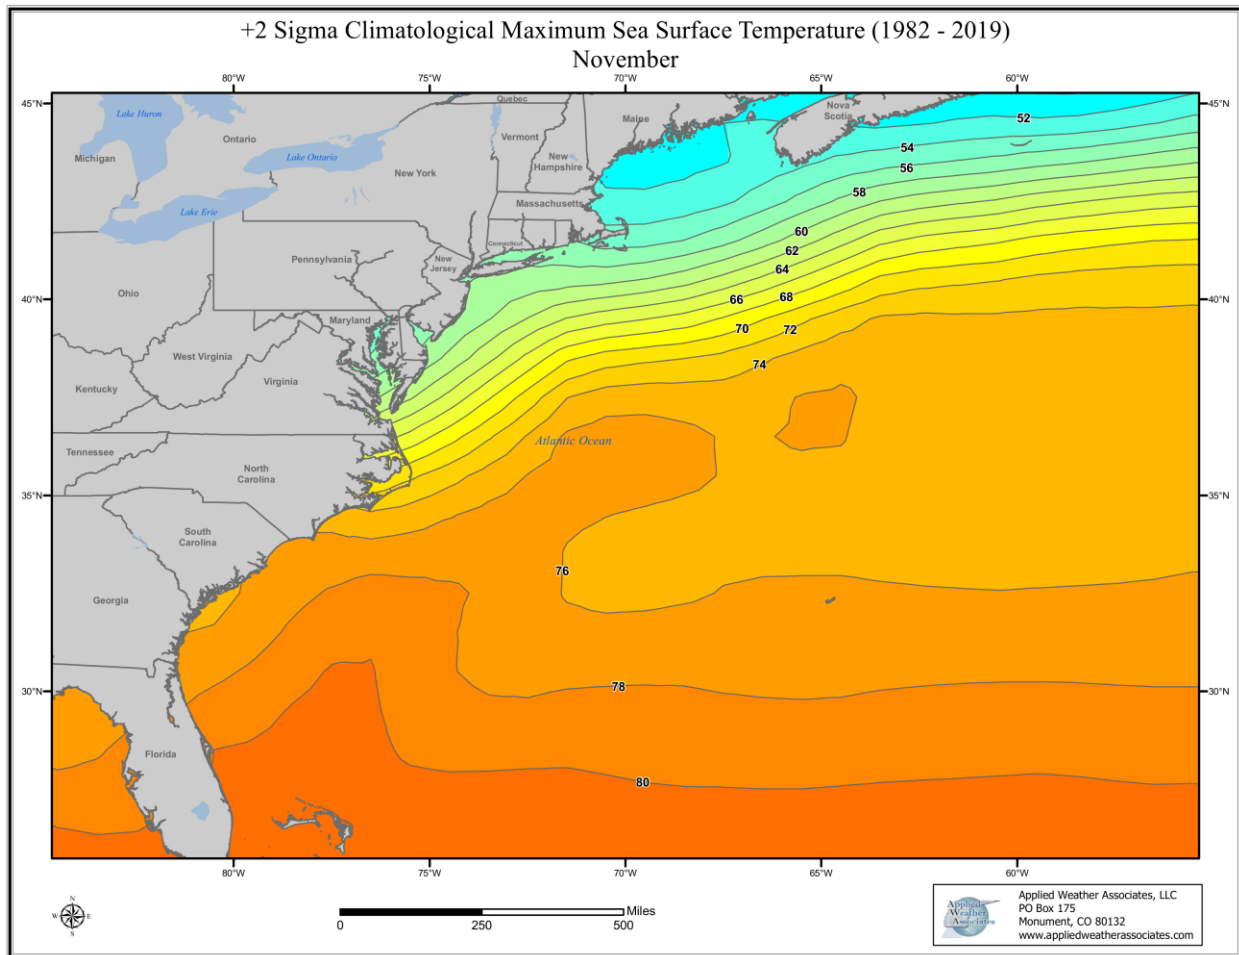 +2 Sigma Climatological Maximum Sea Surface Temperature (1982 - 2019)
November
80°W 75°W 70°W 65°W 60°W
45°N 45°N
Lake Huron
Quebec
Maine
Nova
Scotia
52
Ontario
Vermont
Michigan
Lake Ontario
New
Hampshire
54
New York
56
58
Massachusetts
Lake Erie
60
Connecticut
62
Pennsylvania
New
Jersey
64
Ohio
40°N 40°N
66 68
Maryland
70 72
West Virginia
74
Virginia
Kentucky
Atlantic Ocean
Tennessee
North
Carolina
35°N 35°N
South
Carolina
76
Georgia
30°N 30°N
78
Florida
80
80°W 75°W 70°W 65°W 60°W
N
W E
S
Miles
0 250 500
Applied
Weather
Associates
Applied Weather Associates, LLC
PO Box 175
Monument, CO 80132
www.appliedweatherassociates.com